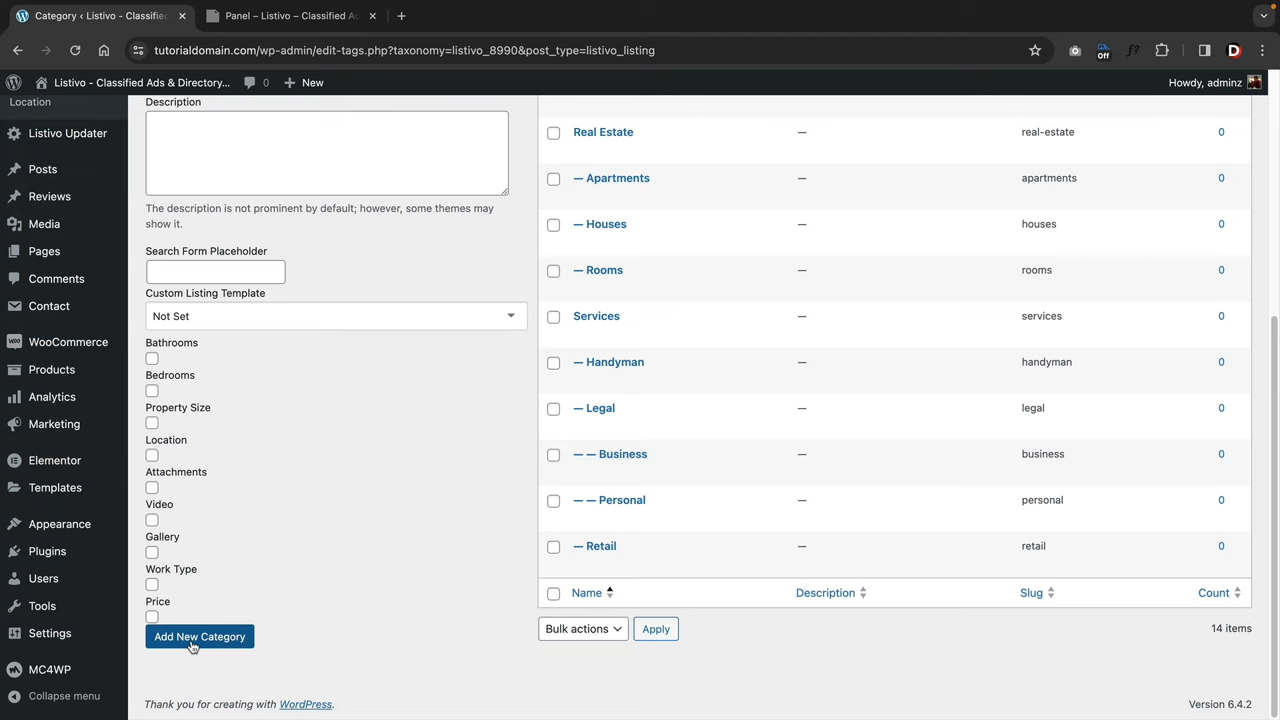 Category ‹ Listivo – Classifie
Panel – Listivo – Classified A
tutorialdomain.com/wp-admin/edit-tags.php?taxonomy=listivo_8990&post_type=listivo_listing
Off
f?
D
Listivo - Classified Ads & Directory...
0
New
Howdy, adminz
Location
Listivo Updater
Posts
Reviews
Media
Pages
Comments
Contact
WooCommerce
Products
Analytics
Marketing
Elementor
Templates
Appearance
Plugins
Users
Tools
Settings
MC4WP
Collapse menu
Description
The description is not prominent by default; however, some themes may
show it.
Search Form Placeholder
Custom Listing Template
Not Set
Bathrooms
Bedrooms
Property Size
Location
Attachments
Video
Gallery
Work Type
Price
Add New Category
Real Estate — real-estate 0
— Apartments — apartments 0
— Houses — houses 0
— Rooms — rooms 0
Services — services 0
— Handyman — handyman 0
— Legal — legal 0
— — Business — business 0
— — Personal — personal 0
— Retail — retail 0
Name Description Slug Count
Bulk actions Apply 14 items
Thank you for creating with WordPress. Version 6.4.2